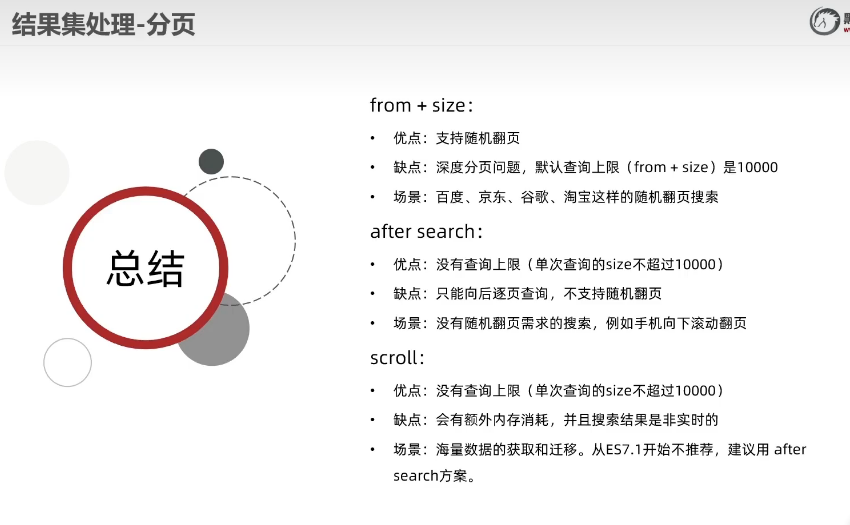 结果集处理-分页
from + size：
• 优点：支持随机翻页
• 缺点：深度分页问题，默认查询上限（from + size）是10000
• 场景：百度、京东、谷歌、淘宝这样的随机翻页搜索
after search：
• 优点：没有查询上限（单次查询的size不超过10000）
• 缺点：只能向后逐页查询，不支持随机翻页
• 场景：没有随机翻页需求的搜索，例如手机向下滚动翻页
scroll：
• 优点：没有查询上限（单次查询的size不超过10000）
• 缺点：会有额外内存消耗，并且搜索结果是非实时的
• 场景：海量数据的获取和迁移。从ES7.1开始不推荐，建议用 after
search方案。
总结